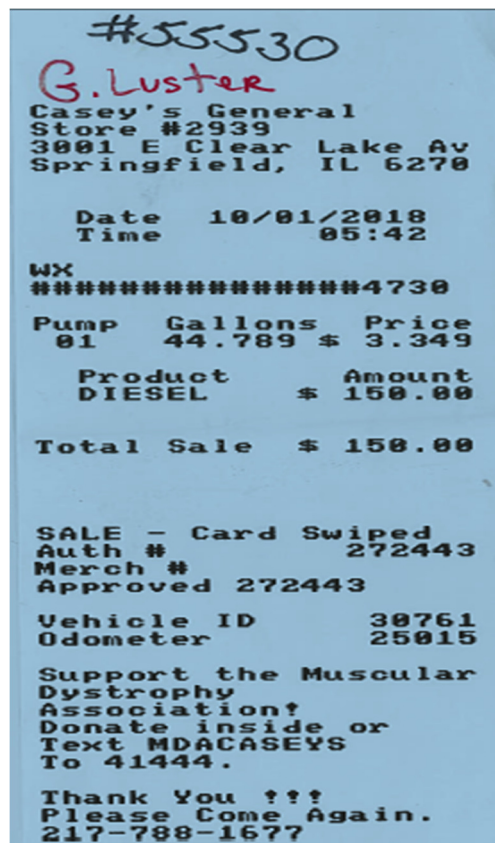 #55530
G. Luster
Casey's General
Store #2939
3001 E Clear Lake Av
Springfield, IL 6270
Date 10/01/2018
Time 05:42
WX
###############4730
Pump Gallons Price
01 44.789 $ 3.349
Product Amount
DIESEL $ 150.00
Total Sale $ 150.00
SALE - Card Swiped
Auth # 272443
Merch #
Approved 272443
Vehicle ID 30761
Odometer 25015
Support the Muscular
Dystrophy
Association!
Donate inside or
Text MDACASEYS
To 41444.
Thank You !!!
Please Come Again.
217-788-1677